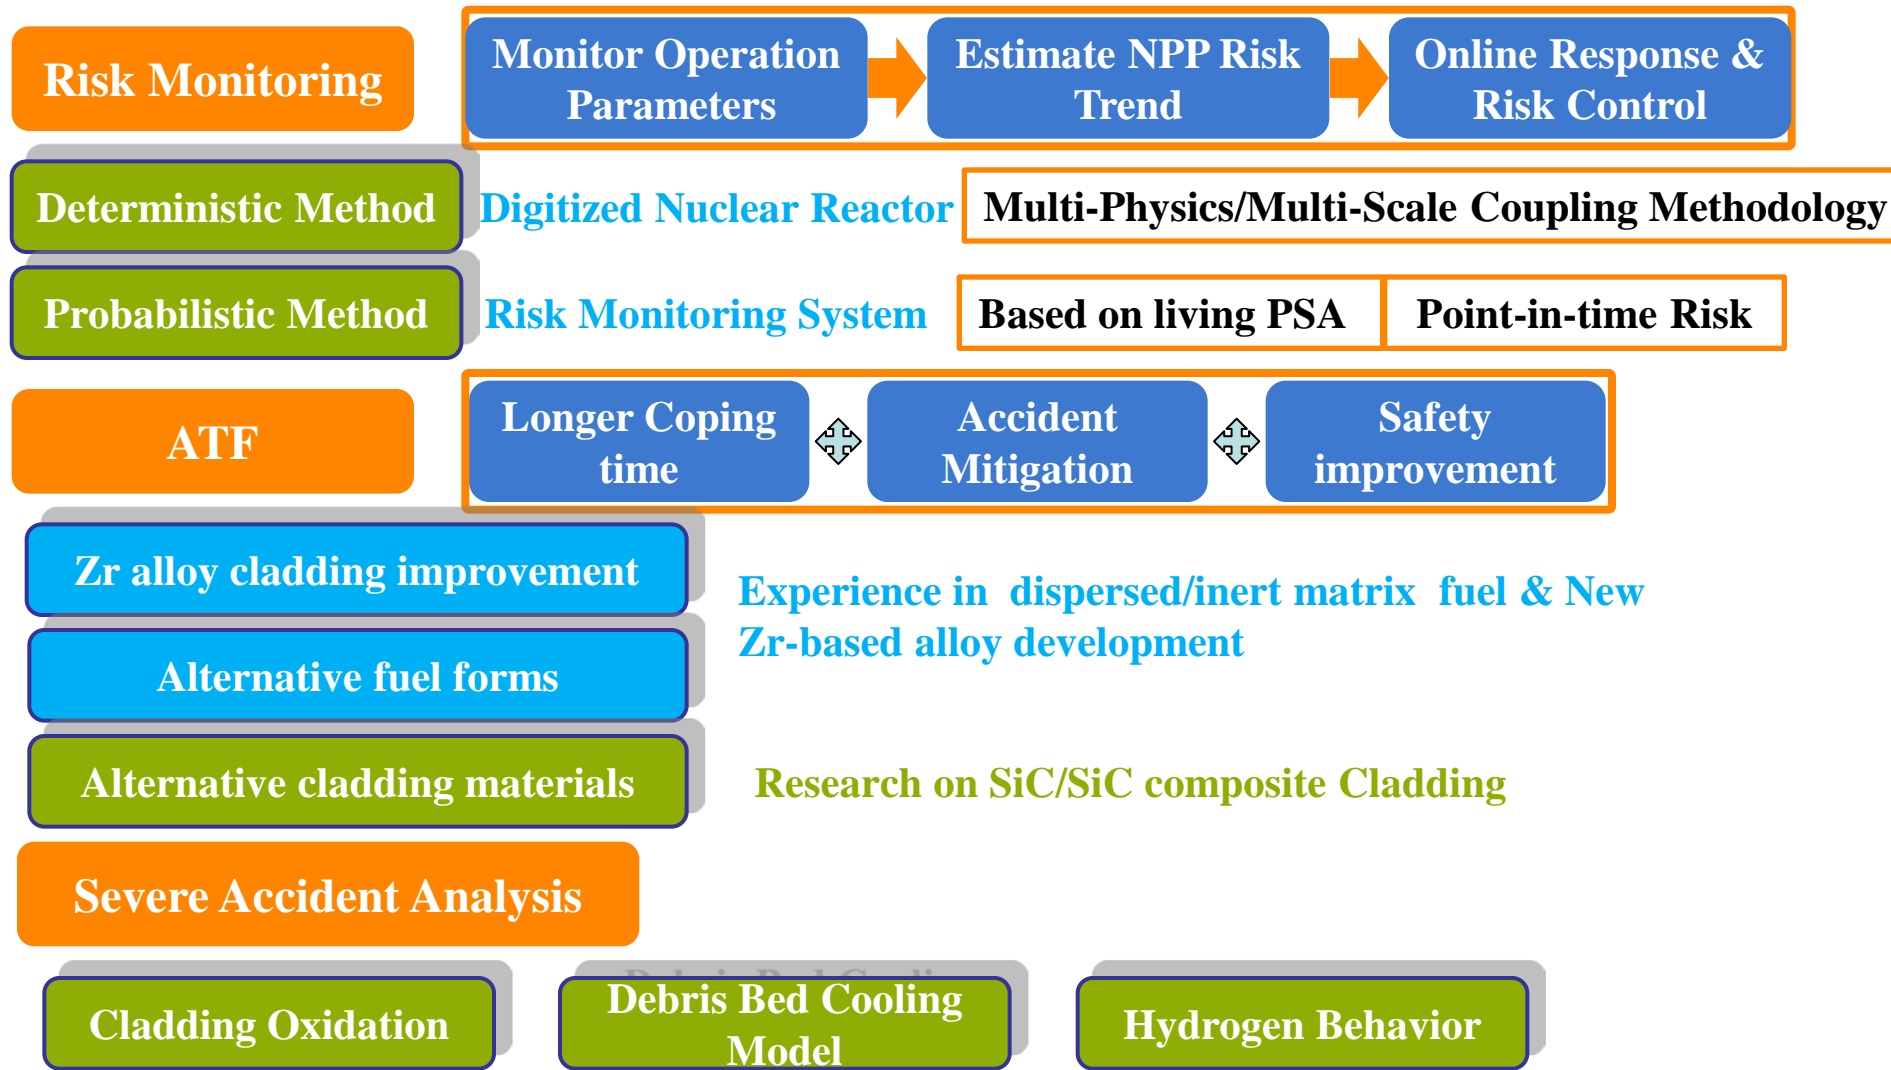 Risk Monitoring
Monitor Operation
Parameters
Estimate NPP Risk
Trend
Online Response &
Risk Control
Deterministic Method
Digitized Nuclear Reactor
Multi-Physics/Multi-Scale Coupling Methodology
Probabilistic Method
Risk Monitoring System
Based on living PSA
Point-in-time Risk
ATF
Longer Coping
time
Accident
Mitigation
Safety
improvement
Zr alloy cladding improvement
Experience in  dispersed/inert matrix  fuel & New
Zr-based alloy development
Alternative fuel forms
Alternative cladding materials
Research on SiC/SiC composite Cladding
Severe Accident Analysis
Cladding Oxidation
Debris Bed Cooling
Model
Hydrogen Behavior